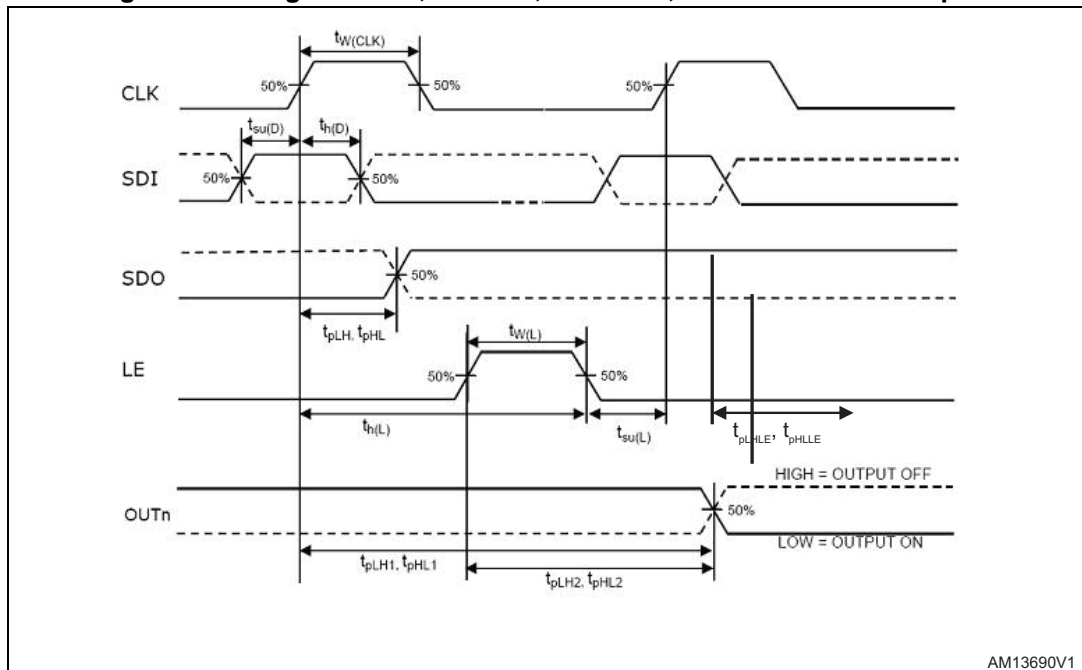 tW(CLK)
50%
50%
50%
CLK
tsu(D)
th(D)
SDI
50%
50%
SDO
50%
tpLH, tpHL
tW(L)
LE
50%
50%
th(L)
tsu(L)
tpLHLE, tpHLLE
HIGH = OUTPUT OFF
OUTn
50%
LOW = OUTPUT ON
tpLH1, tpHL1
tpLH2, tpHL2
AM13690V1